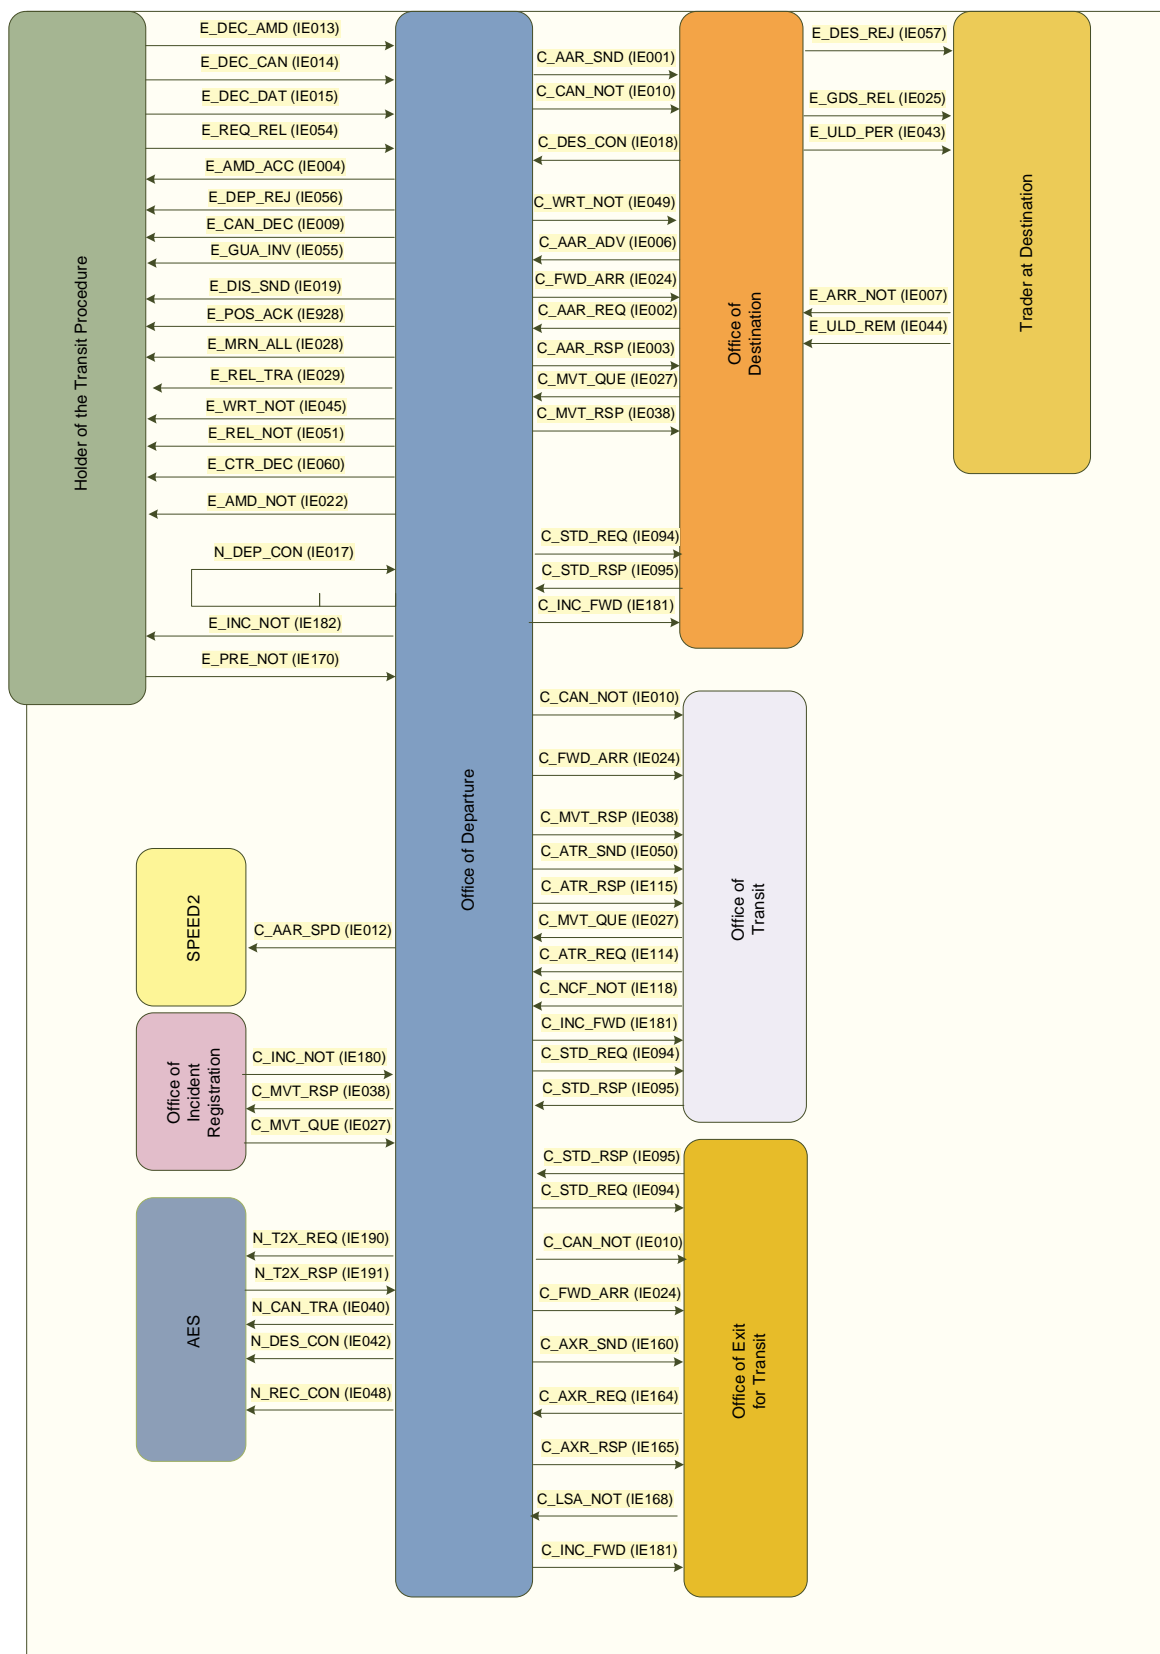 Holder of the Transit Procedure
E_DEC_AMD (IE013)
E_DEC_CAN (IE014)
E_DEC_DAT (IE015)
E_REQ_REL (IE054)
E_AMD_ACC (IE004)
E_DEP_REJ (IE056)
E_CAN_DEC (IE009)
E_GUA_INV (IE055)
E_DIS_SND (IE019)
E_POS_ACK (IE928)
E_MRN_ALL (IE028)
E_REL_TRA (IE029)
E_WRT_NOT (IE045)
E_REL_NOT (IE051)
E_CTR_DEC (IE060)
E_AMD_NOT (IE022)
N_DEP_CON (IE017)
E_INC_NOT (IE182)
E_PRE_NOT (IE170)
SPEED2
C_AAR_SPD (IE012)
Office of
Incident
Registration
C_INC_NOT (IE180)
C_MVT_RSP (IE038)
C_MVT_QUE (IE027)
AES
N_T2X_REQ (IE190)
N_T2X_RSP (IE191)
N_CAN_TRA (IE040)
N_DES_CON (IE042)
N_REC_CON (IE048)
Office of Departure
C_AAR_SND (IE001)
C_CAN_NOT (IE010)
C_DES_CON (IE018)
C_WRT_NOT (IE049)
C_AAR_ADV (IE006)
C_FWD_ARR (IE024)
C_AAR_REQ (IE002)
C_AAR_RSP (IE003)
C_MVT_QUE (IE027)
C_MVT_RSP (IE038)
C_STD_REQ (IE094)
C_STD_RSP (IE095)
C_INC_FWD (IE181)
Office of
Destination
E_DES_REJ (IE057)
E_GDS_REL (IE025)
E_ULD_PER (IE043)
E_ARR_NOT (IE007)
E_ULD_REM (IE044)
Trader at Destination
C_CAN_NOT (IE010)
C_FWD_ARR (IE024)
C_MVT_RSP (IE038)
C_ATR_SND (IE050)
C_ATR_RSP (IE115)
C_MVT_QUE (IE027)
C_ATR_REQ (IE114)
C_NCF_NOT (IE118)
C_INC_FWD (IE181)
C_STD_REQ (IE094)
C_STD_RSP (IE095)
Office of
Transit
C_STD_RSP (IE095)
C_STD_REQ (IE094)
C_CAN_NOT (IE010)
C_FWD_ARR (IE024)
C_AXR_SND (IE160)
C_AXR_REQ (IE164)
C_AXR_RSP (IE165)
C_LSA_NOT (IE168)
C_INC_FWD (IE181)
Office of Exit
for Transit